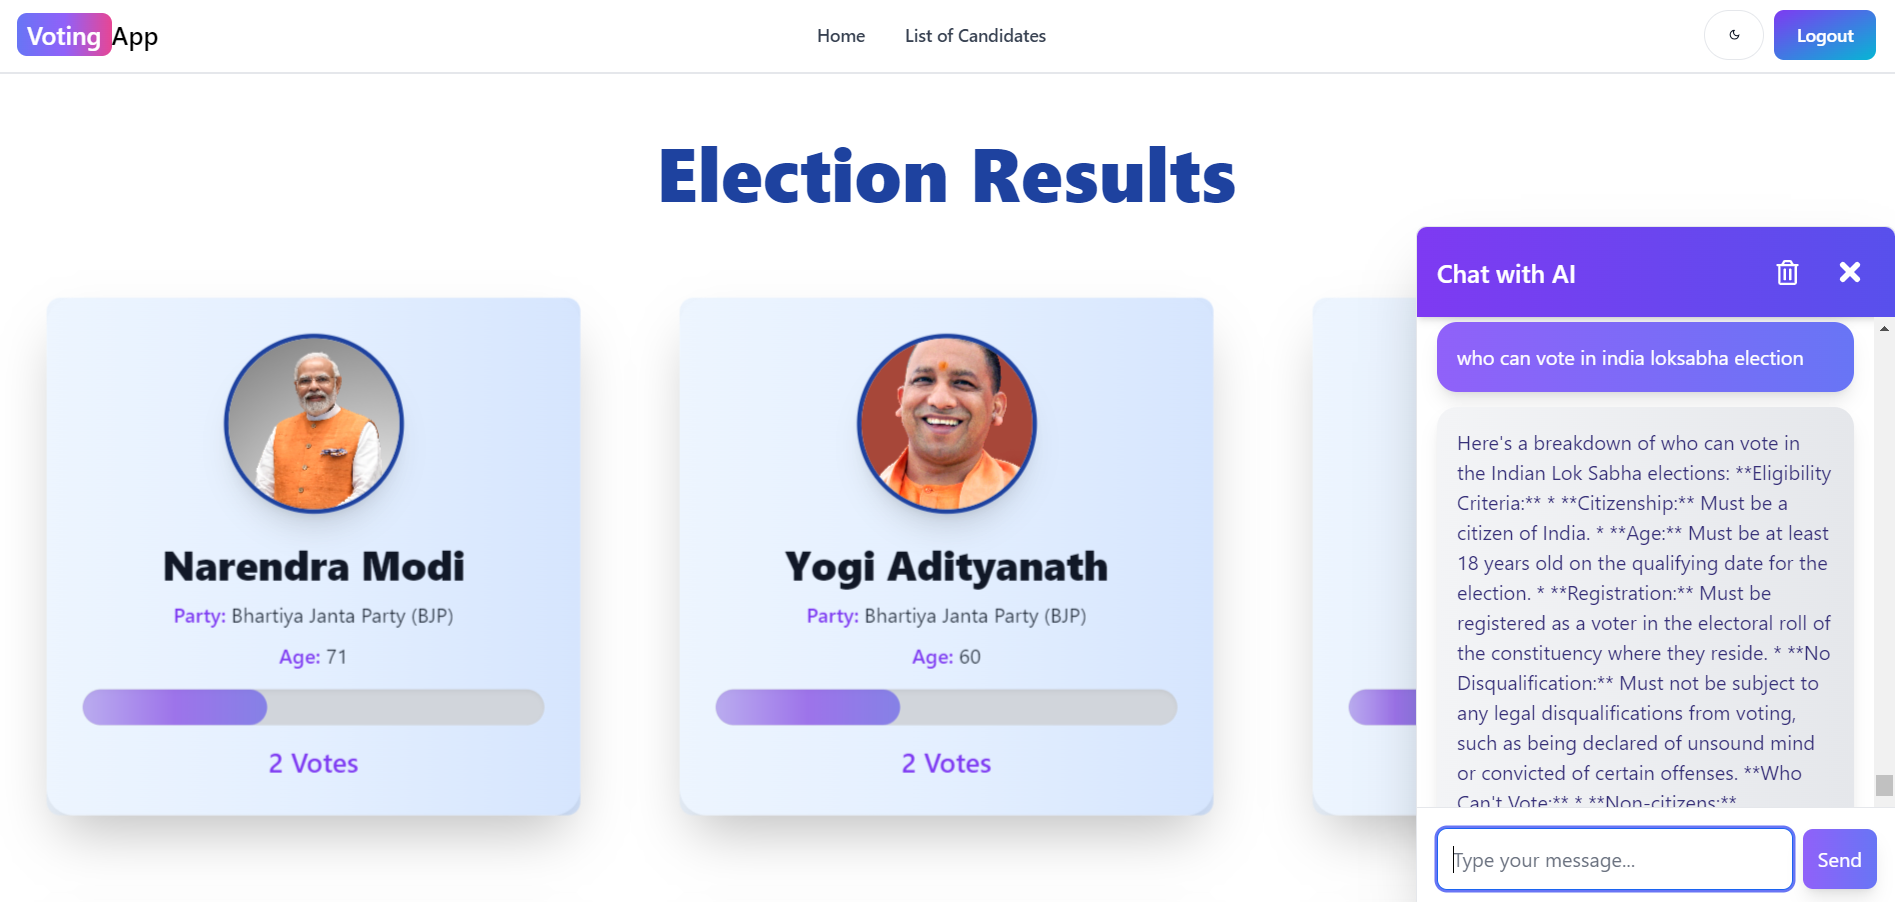 VotingApp
Home
List of Candidates
Logout
Election Results
Narendra Modi
Party: Bhartiya Janta Party (BJP)
Age: 71
2 Votes
Yogi Adityanath
Party: Bhartiya Janta Party (BJP)
Age: 60
2 Votes
Chat with AI
who can vote in india loksabha election
Here's a breakdown of who can vote in
the Indian Lok Sabha elections: **Eligibility
Criteria:** * **Citizenship:** Must be a
citizen of India. * **Age:** Must be at least
18 years old on the qualifying date for the
election. * **Registration:** Must be
registered as a voter in the electoral roll of
the constituency where they reside. * **No
Disqualification:** Must not be subject to
any legal disqualifications from voting,
such as being declared of unsound mind
or convicted of certain offenses. **Who
Can't Vote:** * **Non-citizens:**
Type your message...
Send